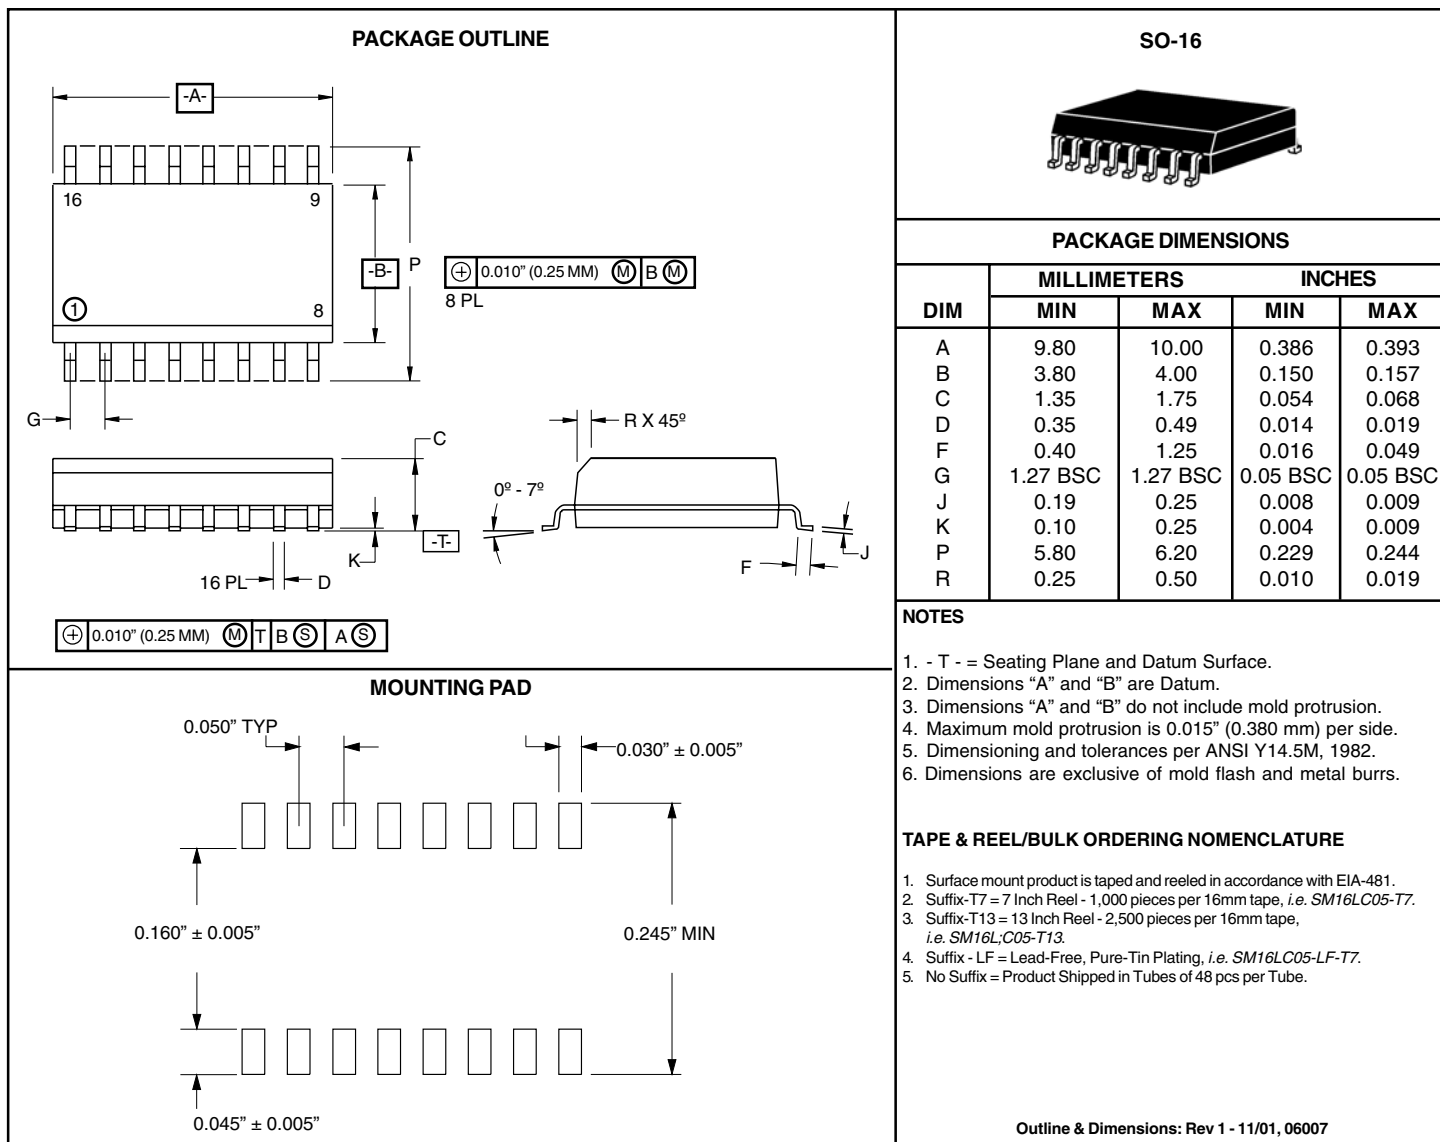 PACKAGE OUTLINE
-A-
16
9
-B-
P
1
8
0.010” (0.25 MM) M B M
8 PL
G
C
R X 45º
0º - 7º
-T-
K
16 PL
D
F
J
0.010” (0.25 MM) M T B S A S
MOUNTING PAD
0.050” TYP
0.030” ± 0.005”
0.160” ± 0.005”
0.245” MIN
0.045” ± 0.005”
SO-16
PACKAGE DIMENSIONS
MILLIMETERS INCHES
DIM MIN MAX MIN MAX
A 9.80 10.00 0.386 0.393
B 3.80 4.00 0.150 0.157
C 1.35 1.75 0.054 0.068
D 0.35 0.49 0.014 0.019
F 0.40 1.25 0.016 0.049
G 1.27 BSC 1.27 BSC 0.05 BSC 0.05 BSC
J 0.19 0.25 0.008 0.009
K 0.10 0.25 0.004 0.009
P 5.80 6.20 0.229 0.244
R 0.25 0.50 0.010 0.019
NOTES
1. - T - = Seating Plane and Datum Surface.
2. Dimensions “A” and “B” are Datum.
3. Dimensions “A” and “B” do not include mold protrusion.
4. Maximum mold protrusion is 0.015” (0.380 mm) per side.
5. Dimensioning and tolerances per ANSI Y14.5M, 1982.
6. Dimensions are exclusive of mold flash and metal burrs.
TAPE & REEL/BULK ORDERING NOMENCLATURE
1. Surface mount product is taped and reeled in accordance with EIA-481.
2. Suffix-T7 = 7 Inch Reel - 1,000 pieces per 16mm tape, i.e. SM16LC05-T7.
3. Suffix-T13 = 13 Inch Reel - 2,500 pieces per 16mm tape,
i.e. SM16L;C05-T13.
4. Suffix - LF = Lead-Free, Pure-Tin Plating, i.e. SM16LC05-LF-T7.
5. No Suffix = Product Shipped in Tubes of 48 pcs per Tube.
Outline & Dimensions: Rev 1 - 11/01, 06007